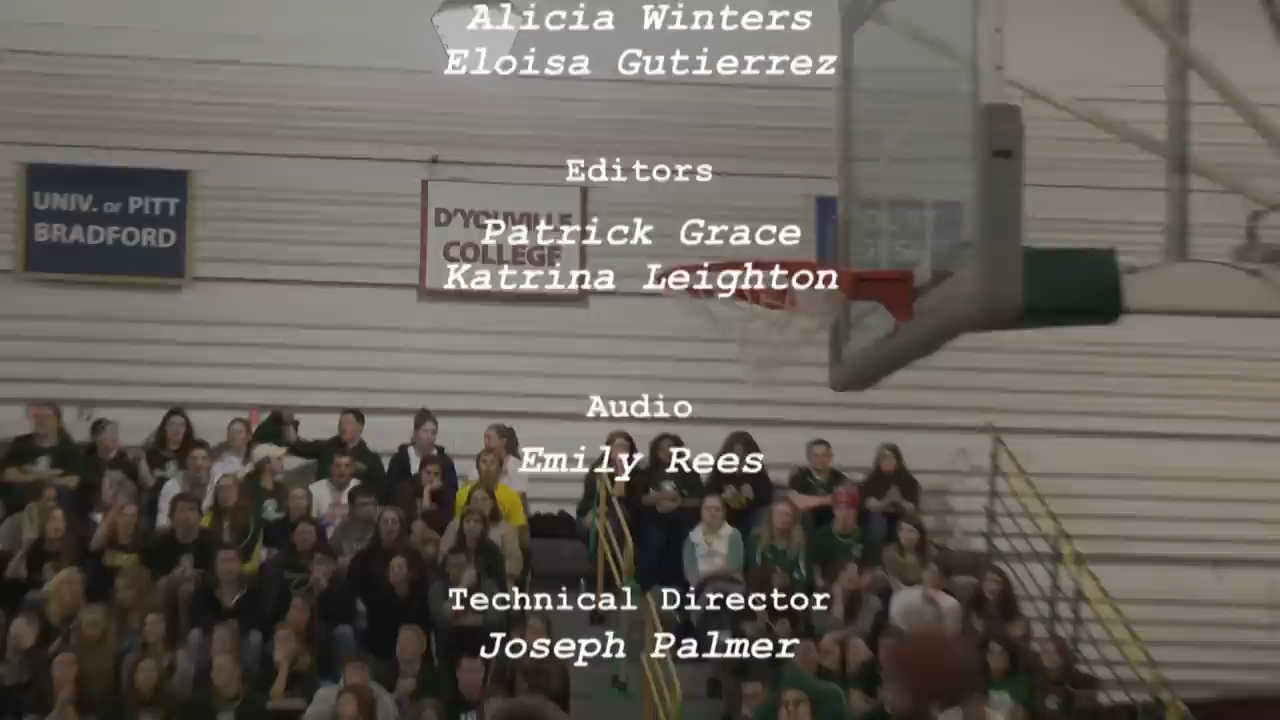 Alicia Winters
Eloisa Gutierrez
Editors
UNIV. OF PITT
BRADFORD
D'YOUVILLE
COLLEGE
Patrick Grace
Katrina Leighton
Audio
Emily Rees
Technical Director
Joseph Palmer